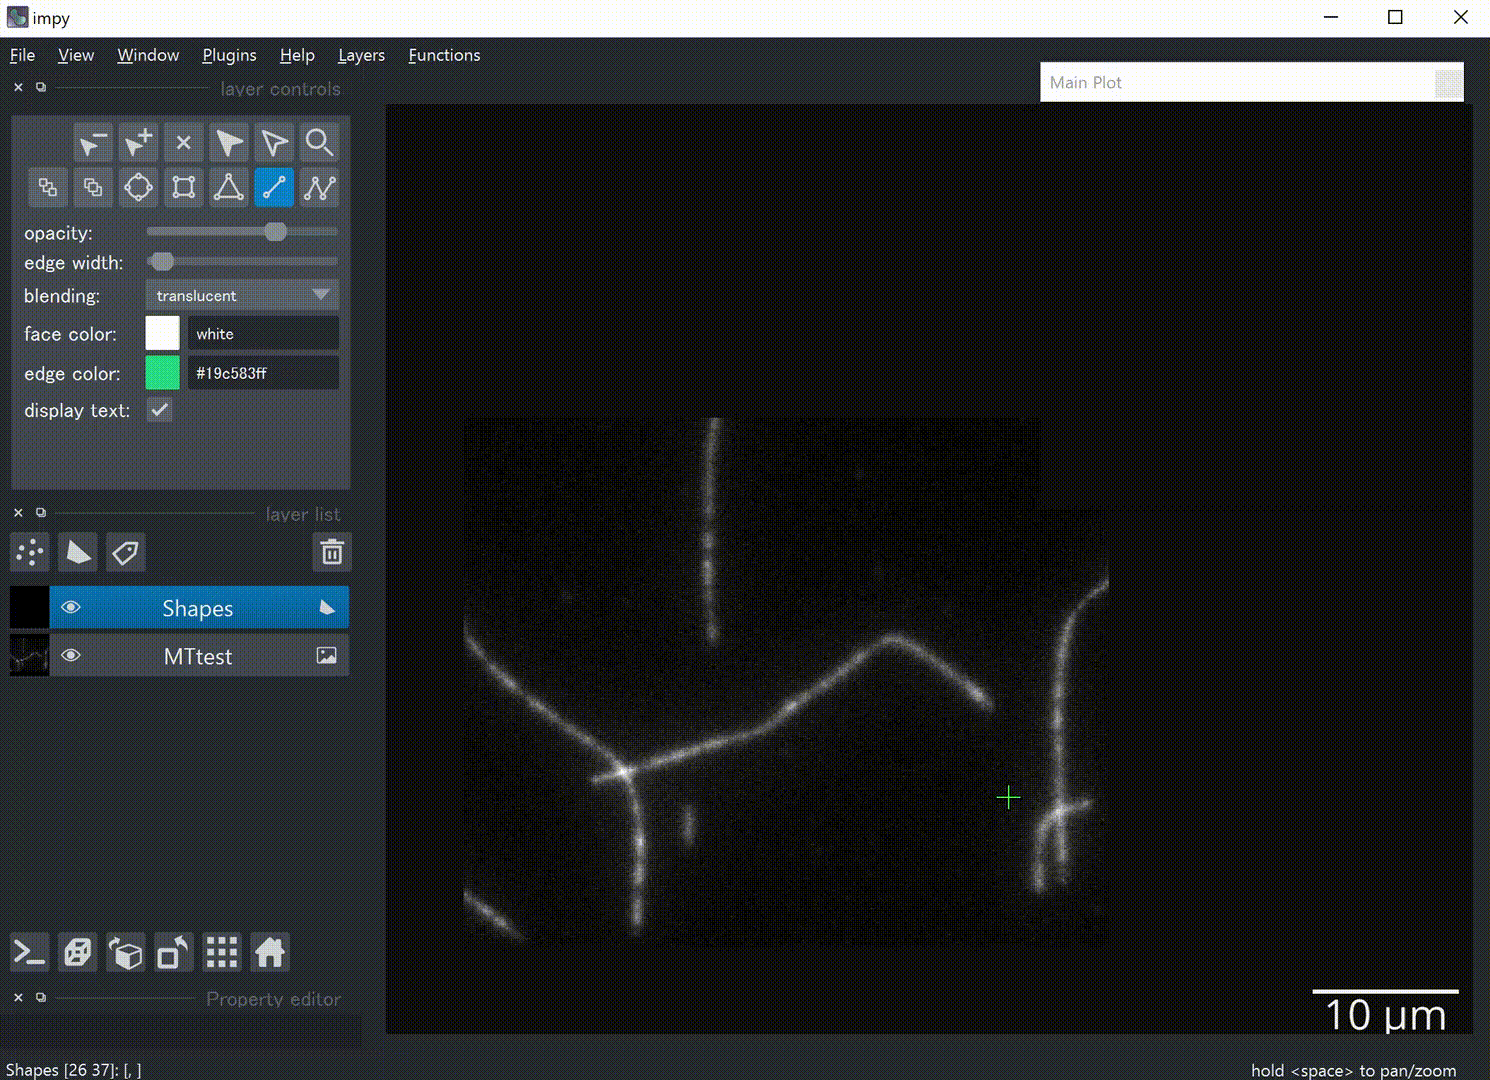 impy
File View Window Plugins Help Layers Functions
layer controls
Main Plot
opacity:
edge width:
blending: translucent
face color: white
edge color: #19c583ff
display text:
layer list
Shapes
MTtest
Property editor
10 μm
Shapes [26 37]: [, ]
hold <space> to pan/zoom